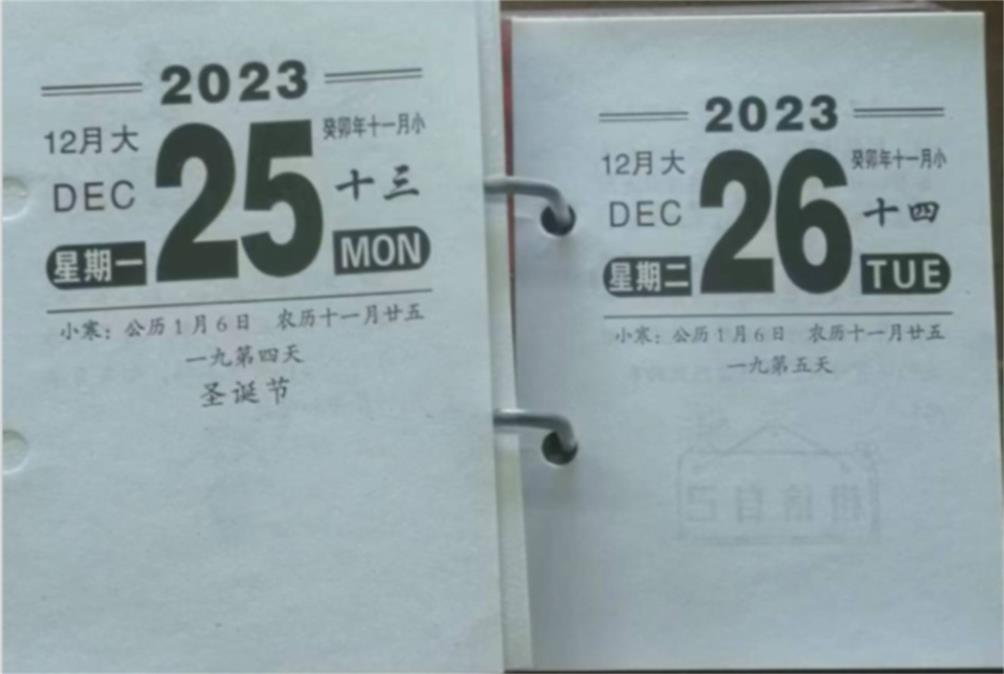 2023
12月大
DEC
星期一
25
癸卯年十一月小
十三
MON
小寒：公历1月6日 农历十一月廿五
一九第四天
圣诞节
2023
12月大
DEC
星期二
26
癸卯年十一月小
十四
TUE
小寒：公历1月6日 农历十一月廿五
一九第五天
相信自己